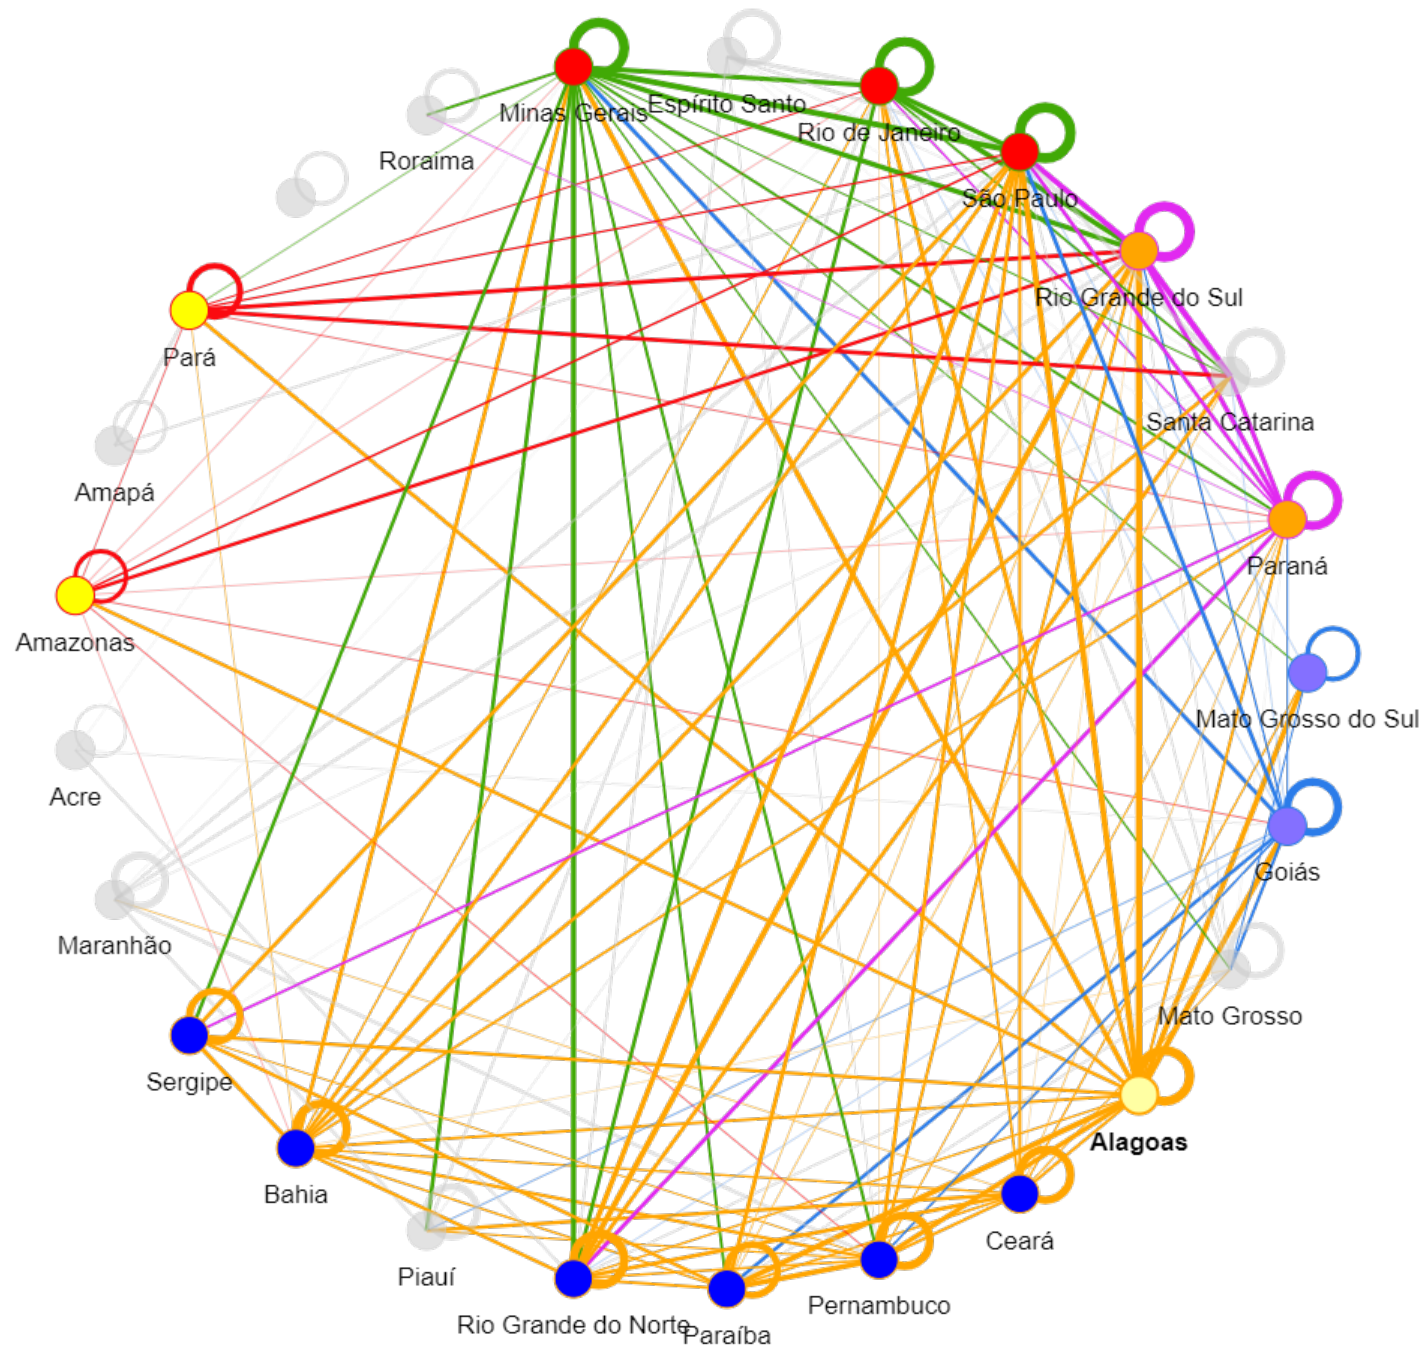 Minas Gerais
Espírito Santo
Rio de Janeiro
Roraima
São Paulo
Rio Grande do Sul
Pará
Santa Catarina
Amapá
Paraná
Amazonas
Mato Grosso do Sul
Acre
Goiás
Maranhão
Mato Grosso
Sergipe
Alagoas
Bahia
Ceará
Piauí
Pernambuco
Rio Grande do Norte
Paraíba